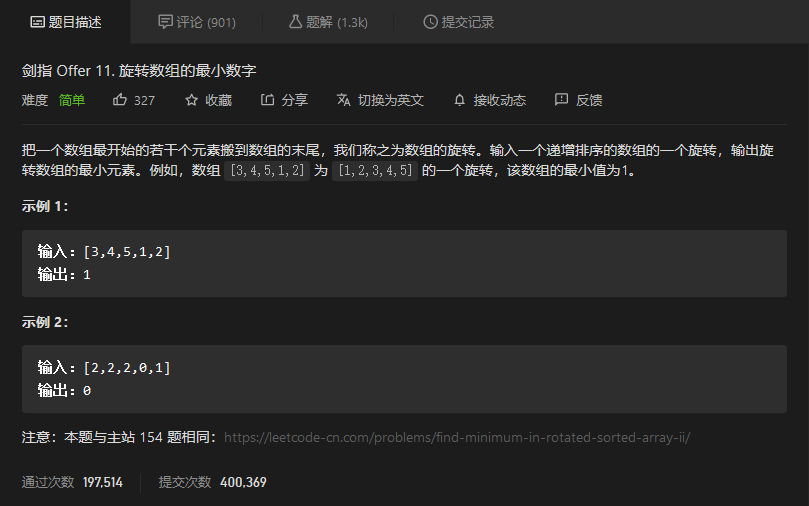 题目描述 评论 (901) 题解 (1.3k) 提交记录
剑指 Offer 11. 旋转数组的最小数字
难度 简单 327 收藏 分享 切换为英文 接收动态 反馈
把一个数组最开始的若干个元素搬到数组的末尾，我们称之为数组的旋转。输入一个递增排序的数组的一个旋转，输出旋
转数组的最小元素。例如，数组 [3,4,5,1,2] 为 [1,2,3,4,5] 的一个旋转，该数组的最小值为1。
示例 1：
输入：[3,4,5,1,2]
输出：1
示例 2：
输入：[2,2,2,0,1]
输出：0
注意：本题与主站 154 题相同：https://leetcode-cn.com/problems/find-minimum-in-rotated-sorted-array-ii/
通过次数 197,514 提交次数 400,369